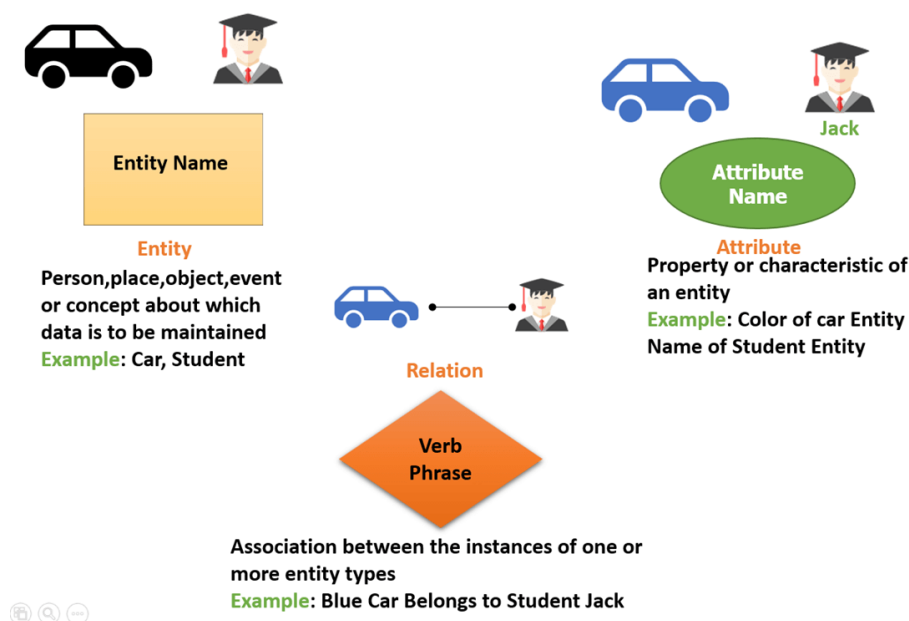 Entity Name
Entity
Person,place,object,event
or concept about which
data is to be maintained
Example: Car, Student
Jack
Attribute
Name
Attribute
Property or characteristic of
an entity
Example: Color of car Entity
Name of Student Entity
Relation
Verb
Phrase
Association between the instances of one or
more entity types
Example: Blue Car Belongs to Student Jack